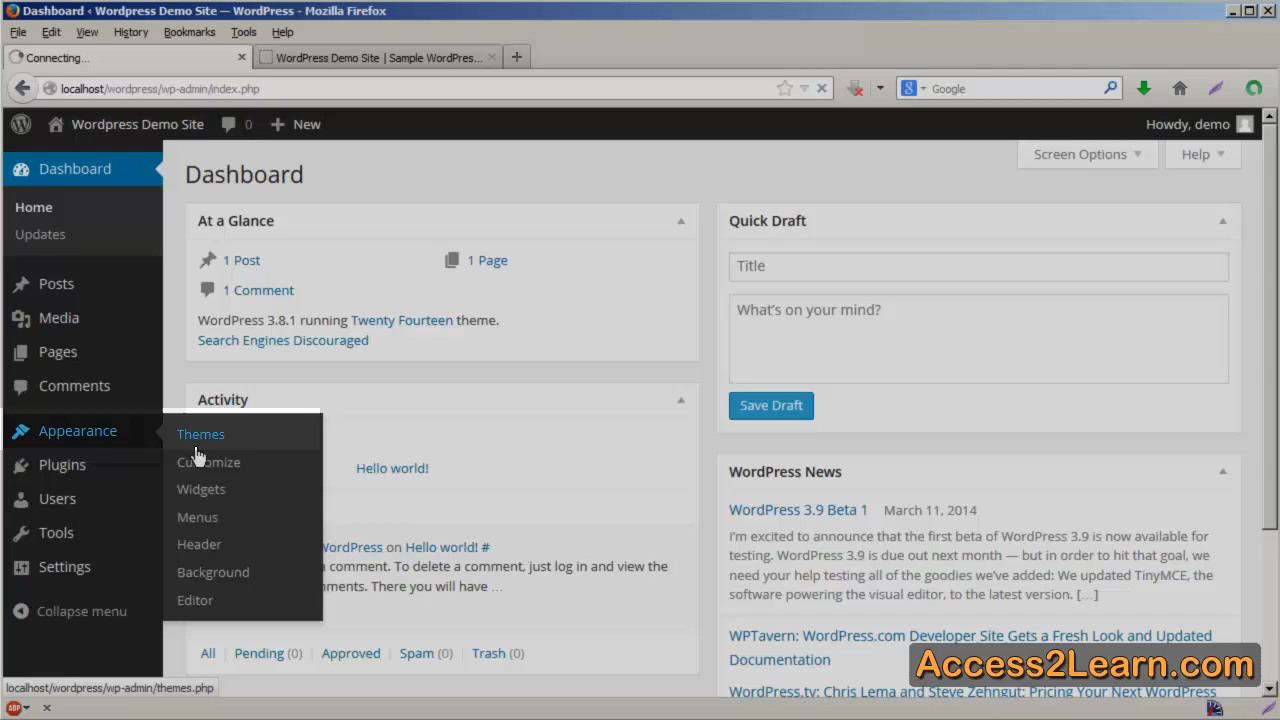 Dashboard ‹ Wordpress Demo Site — WordPress - Mozilla Firefox
File Edit View History Bookmarks Tools Help
Connecting...
WordPress Demo Site | Sample WordPres...
localhost/wordpress/wp-admin/index.php
Google
Wordpress Demo Site 0 New
Howdy, demo
Dashboard
Home
Updates
Posts
Media
Pages
Comments
Appearance
Plugins
Users
Tools
Settings
Collapse menu
Themes
Customize
Widgets
Menus
Header
Background
Editor
Screen Options
Help
Dashboard
At a Glance
1 Post
1 Page
1 Comment
WordPress 3.8.1 running Twenty Fourteen theme.
Search Engines Discouraged
Activity
Hello world!
WordPress on Hello world! #
comment. To delete a comment, just log in and view the
ments. There you will have ...
All Pending (0) Approved Spam (0) Trash (0)
Quick Draft
Title
What's on your mind?
Save Draft
WordPress News
WordPress 3.9 Beta 1 March 11, 2014
I'm excited to announce that the first beta of WordPress 3.9 is now available for
testing. WordPress 3.9 is due out next month — but in order to hit that goal, we
need your help testing all of the goodies we've added: We updated TinyMCE, the
software powering the visual editor, to the latest version. [...]
WPTavern: WordPress.com Developer Site Gets a Fresh Look and Updated
Documentation
WordPress.tv: Chris Lema and Steve Zehngut: Pricing Your Next WordPress
Access2Learn.com
localhost/wordpress/wp-admin/themes.php
ABP